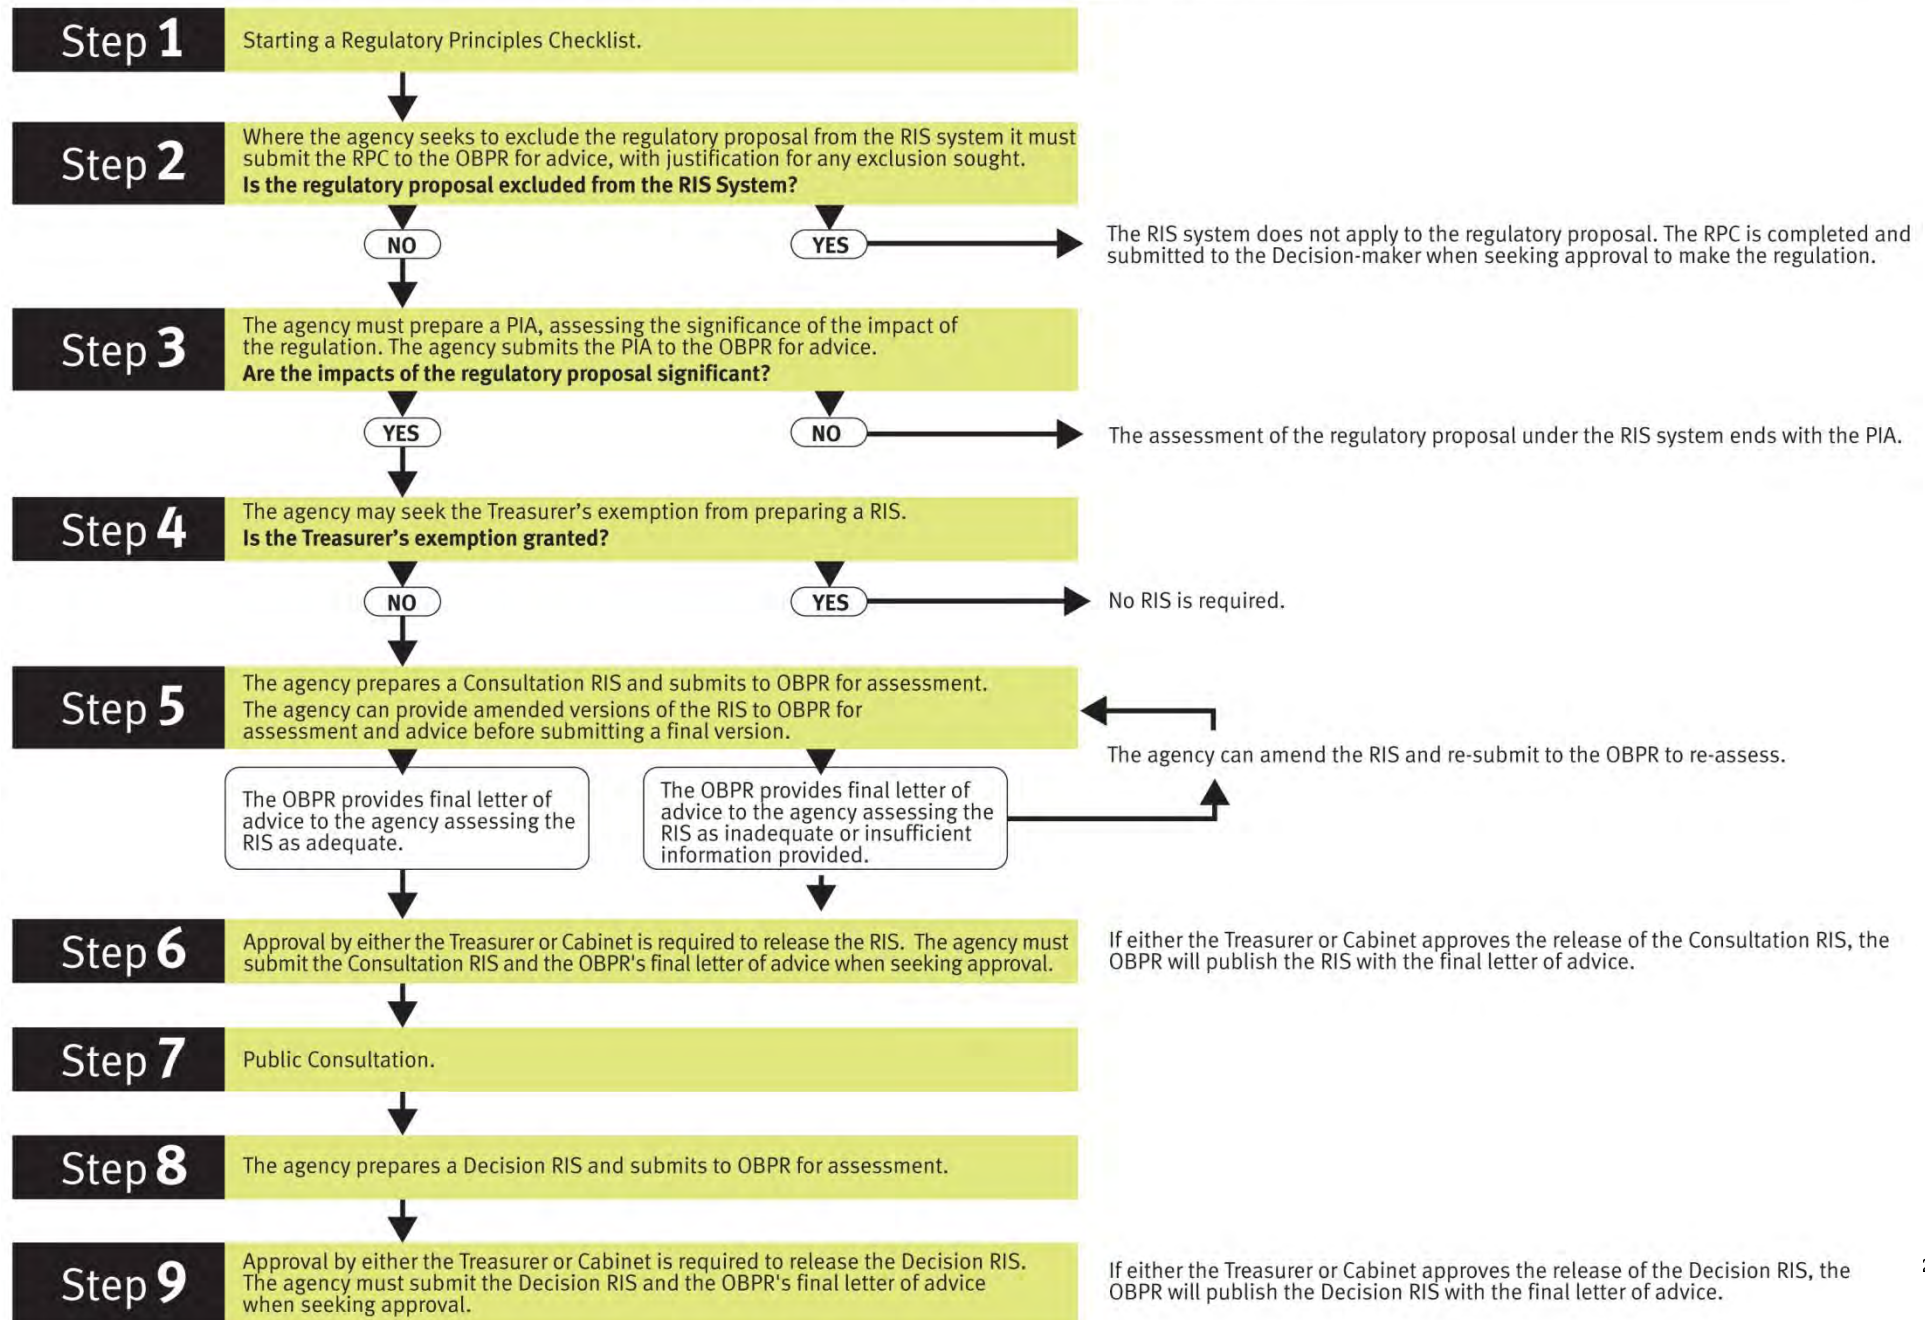 Step 1
Starting a Regulatory Principles Checklist.
Step 2
Where the agency seeks to exclude the regulatory proposal from the RIS system it must
submit the RPC to the OBPR for advice, with justification for any exclusion sought.
Is the regulatory proposal excluded from the RIS System?
NO
YES
The RIS system does not apply to the regulatory proposal. The RPC is completed and
submitted to the Decision-maker when seeking approval to make the regulation.
Step 3
The agency must prepare a PIA, assessing the significance of the impact of
the regulation. The agency submits the PIA to the OBPR for advice.
Are the impacts of the regulatory proposal significant?
YES
NO
The assessment of the regulatory proposal under the RIS system ends with the PIA.
Step 4
The agency may seek the Treasurer’s exemption from preparing a RIS.
Is the Treasurer’s exemption granted?
NO
YES
No RIS is required.
Step 5
The agency prepares a Consultation RIS and submits to OBPR for assessment.
The agency can provide amended versions of the RIS to OBPR for
assessment and advice before submitting a final version.
The agency can amend the RIS and re-submit to the OBPR to re-assess.
The OBPR provides final letter of
advice to the agency assessing the
RIS as adequate.
The OBPR provides final letter of
advice to the agency assessing the
RIS as inadequate or insufficient
information provided.
Step 6
Approval by either the Treasurer or Cabinet is required to release the RIS. The agency must
submit the Consultation RIS and the OBPR's final letter of advice when seeking approval.
If either the Treasurer or Cabinet approves the release of the Consultation RIS, the
OBPR will publish the RIS with the final letter of advice.
Step 7
Public Consultation.
Step 8
The agency prepares a Decision RIS and submits to OBPR for assessment.
Step 9
Approval by either the Treasurer or Cabinet is required to release the Decision RIS.
The agency must submit the Decision RIS and the OBPR's final letter of advice
when seeking approval.
If either the Treasurer or Cabinet approves the release of the Decision RIS, the
OBPR will publish the Decision RIS with the final letter of advice.